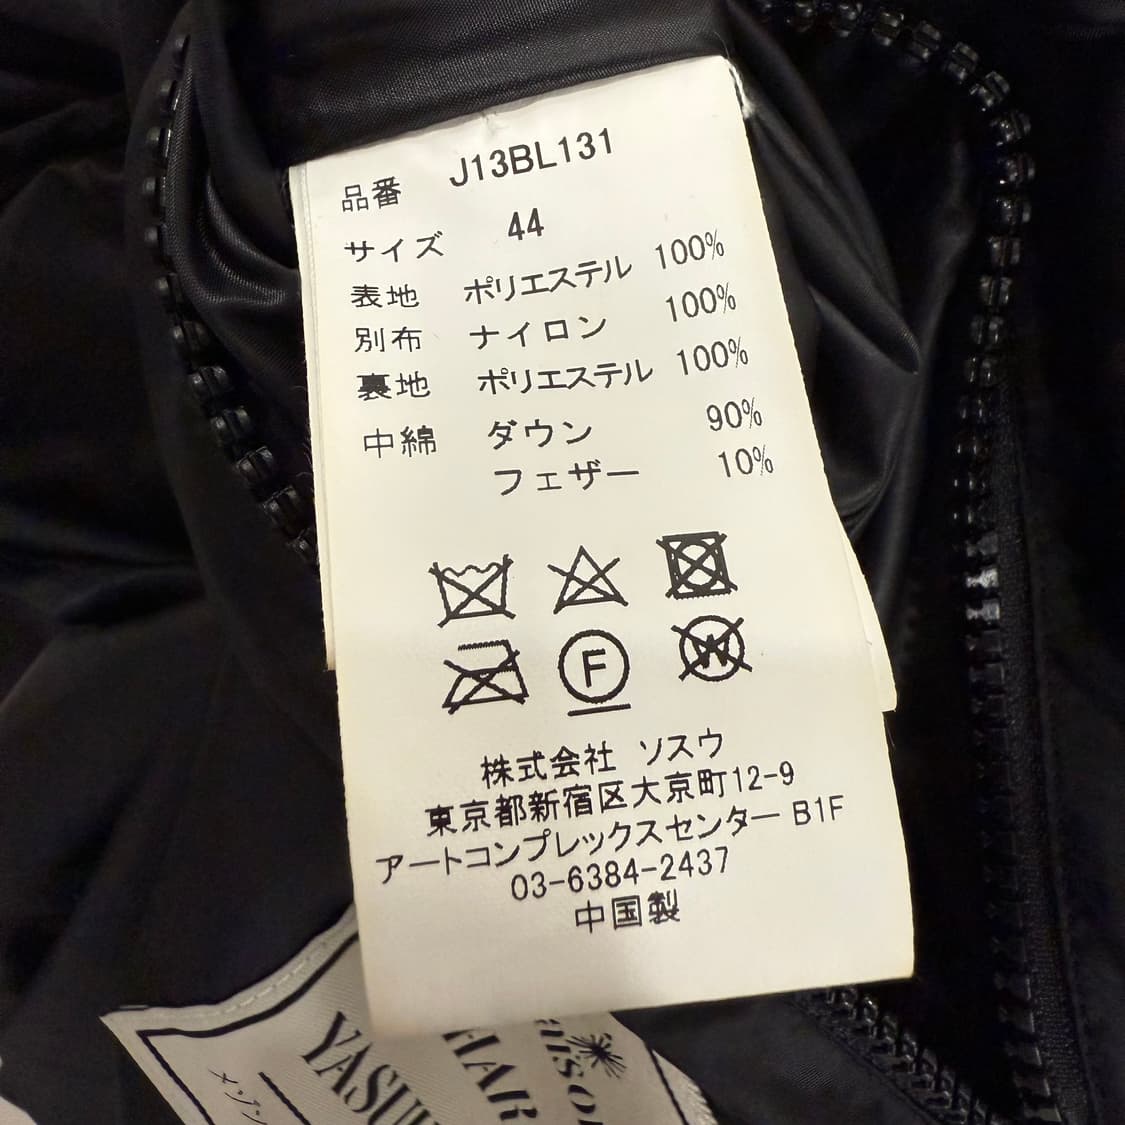 品番 J13BL131
サイズ 44
表地 ポリエステル 100%
別布 ナイロン 100%
裏地 ポリエステル 100%
中綿 ダウン 90%
フェザー 10%
F
W
株式会社 ソスウ
東京都新宿区大京町12-9
アートコンプレックスセンター B1F
03-6384-2437
中国製